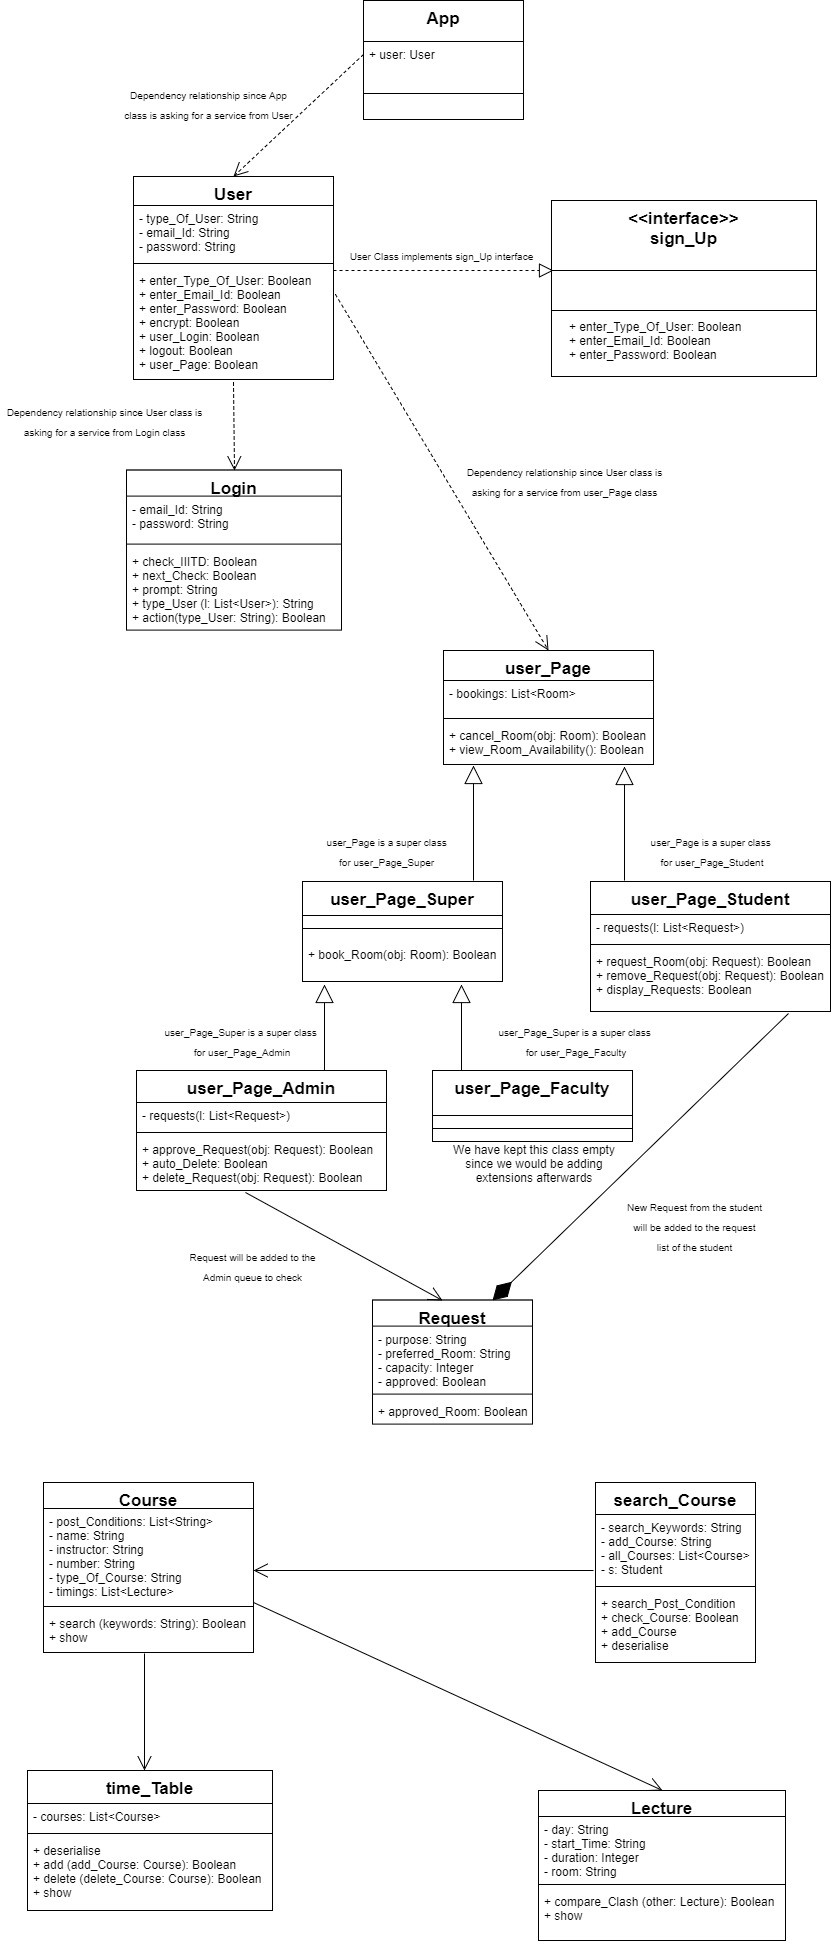 App
+ user: User
Dependency relationship since App
class is asking for a service from User
User
- type_Of_User: String
- email_Id: String
- password: String
+ enter_Type_Of_User: Boolean
+ enter_Email_Id: Boolean
+ enter_Password: Boolean
+ encrypt: Boolean
+ user_Login: Boolean
+ logout: Boolean
+ user_Page: Boolean
User Class implements sign_Up interface
<<interface>>
sign_Up
+ enter_Type_Of_User: Boolean
+ enter_Email_Id: Boolean
+ enter_Password: Boolean
Dependency relationship since User class is
asking for a service from Login class
Login
- email_Id: String
- password: String
+ check_IIITD: Boolean
+ next_Check: Boolean
+ prompt: String
+ type_User (l: List<User>): String
+ action(type_User: String): Boolean
Dependency relationship since User class is
asking for a service from user_Page class
user_Page
- bookings: List<Room>
+ cancel_Room(obj: Room): Boolean
+ view_Room_Availability(): Boolean
user_Page is a super class
for user_Page_Super
user_Page is a super class
for user_Page_Student
user_Page_Super
+ book_Room(obj: Room): Boolean
user_Page_Student
- requests(l: List<Request>)
+ request_Room(obj: Request): Boolean
+ remove_Request(obj: Request): Boolean
+ display_Requests: Boolean
user_Page_Super is a super class
for user_Page_Admin
user_Page_Super is a super class
for user_Page_Faculty
user_Page_Admin
- requests(l: List<Request>)
+ approve_Request(obj: Request): Boolean
+ auto_Delete: Boolean
+ delete_Request(obj: Request): Boolean
user_Page_Faculty
We have kept this class empty
since we would be adding
extensions afterwards
New Request from the student
will be added to the request
list of the student
Request will be added to the
Admin queue to check
Request
- purpose: String
- preferred_Room: String
- capacity: Integer
- approved: Boolean
+ approved_Room: Boolean
Course
- post_Conditions: List<String>
- name: String
- instructor: String
- number: String
- type_Of_Course: String
- timings: List<Lecture>
+ search (keywords: String): Boolean
+ show
search_Course
- search_Keywords: String
- add_Course: String
- all_Courses: List<Course>
- s: Student
+ search_Post_Condition
+ check_Course: Boolean
+ add_Course
+ deserialise
time_Table
- courses: List<Course>
+ deserialise
+ add (add_Course: Course): Boolean
+ delete (delete_Course: Course): Boolean
+ show
Lecture
- day: String
- start_Time: String
- duration: Integer
- room: String
+ compare_Clash (other: Lecture): Boolean
+ show